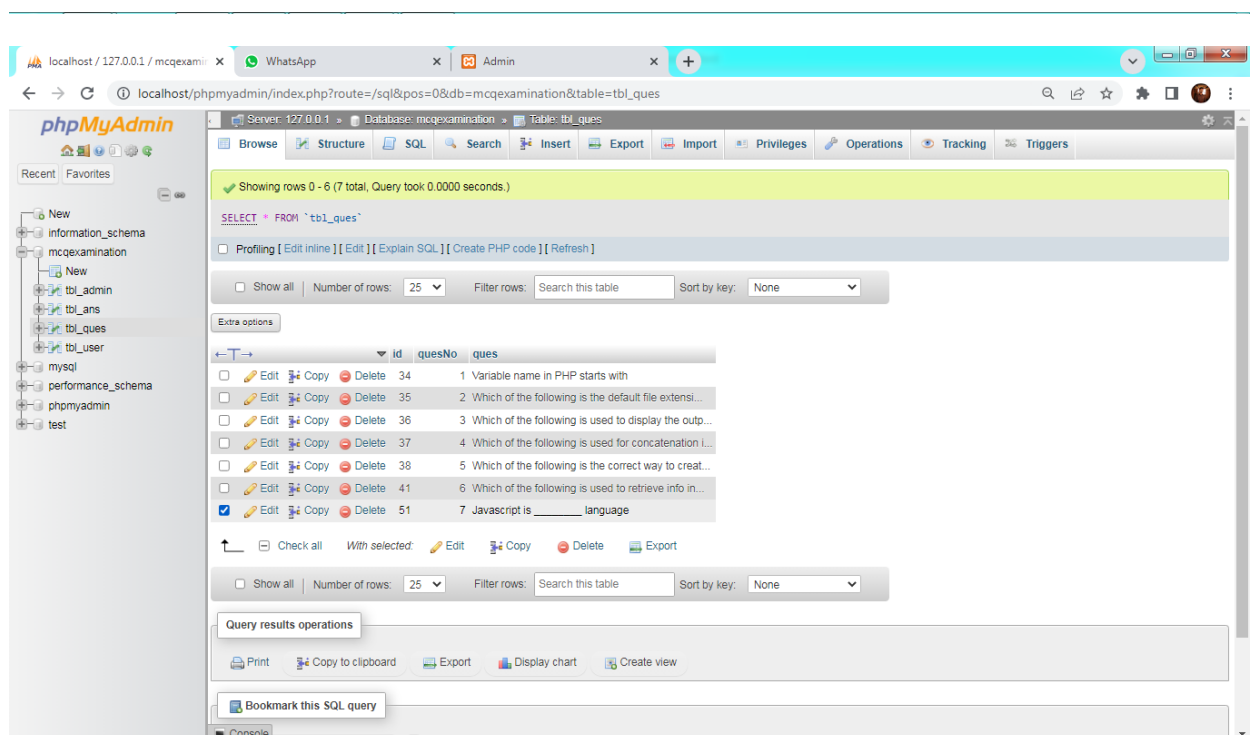 localhost / 127.0.0.1 / mcqexamin
WhatsApp
Admin
localhost/phpmyadmin/index.php?route=/sql&pos=0&db=mcqexamination&table=tbl_ques
phpMyAdmin
Recent Favorites
New
information_schema
mcqexamination
New
tbl_admin
tbl_ans
tbl_ques
tbl_user
mysql
performance_schema
phpmyadmin
test
Server: 127.0.0.1 » Database: mcqexamination » Table: tbl_ques
Browse Structure SQL Search Insert Export Import Privileges Operations Tracking Triggers
Showing rows 0 - 6 (7 total, Query took 0.0000 seconds.)
SELECT * FROM `tbl_ques`
Profiling [ Edit inline ] [ Edit ] [ Explain SQL ] [ Create PHP code ] [ Refresh ]
Show all | Number of rows: 25 Filter rows: Search this table Sort by key: None
Extra options
←T→ id quesNo ques
Edit Copy Delete 34 1 Variable name in PHP starts with
Edit Copy Delete 35 2 Which of the following is the default file extensi...
Edit Copy Delete 36 3 Which of the following is used to display the outp...
Edit Copy Delete 37 4 Which of the following is used for concatenation i...
Edit Copy Delete 38 5 Which of the following is the correct way to creat...
Edit Copy Delete 41 6 Which of the following is used to retrieve info in...
Edit Copy Delete 51 7 Javascript is ________ language
Check all With selected: Edit Copy Delete Export
Show all | Number of rows: 25 Filter rows: Search this table Sort by key: None
Query results operations
Print Copy to clipboard Export Display chart Create view
Bookmark this SQL query
Console